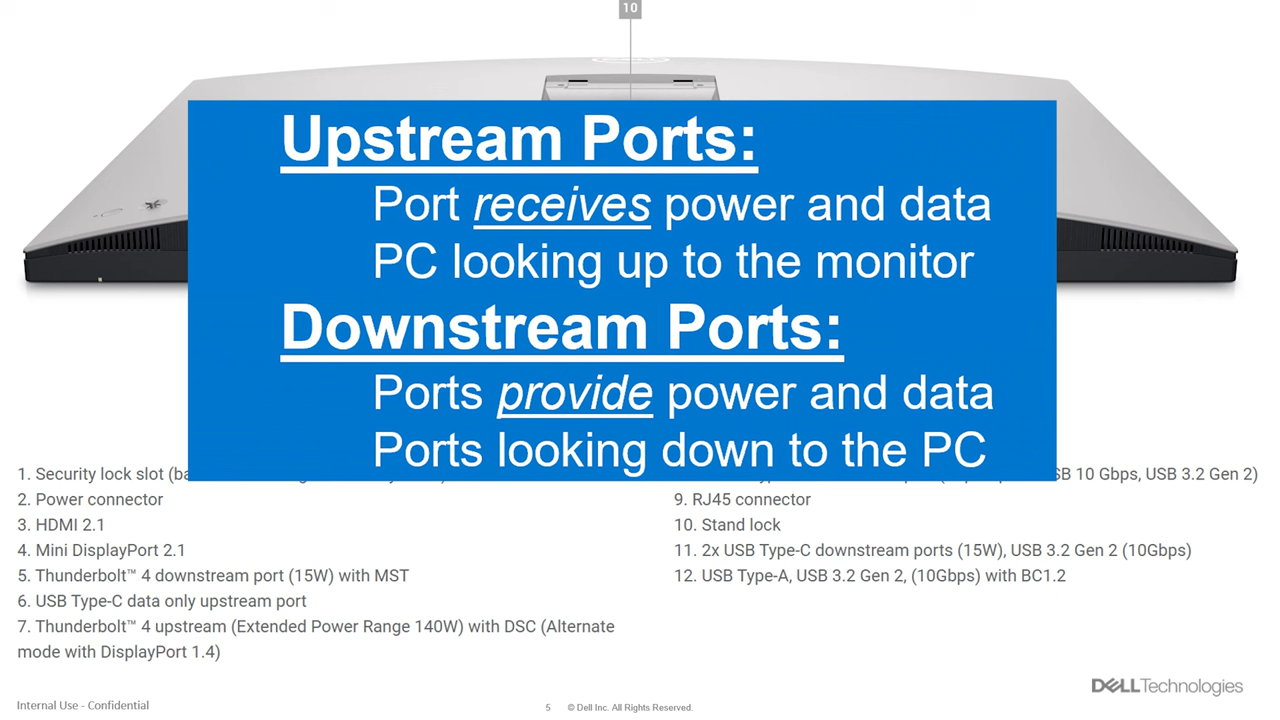 10
Upstream Ports:
Port receives power and data
PC looking up to the monitor
Downstream Ports:
Ports provide power and data
Ports looking down to the PC
1. Security lock slot
2. Power connector
3. HDMI 2.1
4. Mini DisplayPort 2.1
5. Thunderbolt™ 4 downstream port (15W) with MST
6. USB Type-C data only upstream port
7. Thunderbolt™ 4 upstream (Extended Power Range 140W) with DSC (Alternate
mode with DisplayPort 1.4)
10 Gbps, USB 3.2 Gen 2)
9. RJ45 connector
10. Stand lock
11. 2x USB Type-C downstream ports (15W), USB 3.2 Gen 2 (10Gbps)
12. USB Type-A, USB 3.2 Gen 2, (10Gbps) with BC1.2
DELLTechnologies
Internal Use - Confidential
5 © Dell Inc. All Rights Reserved.